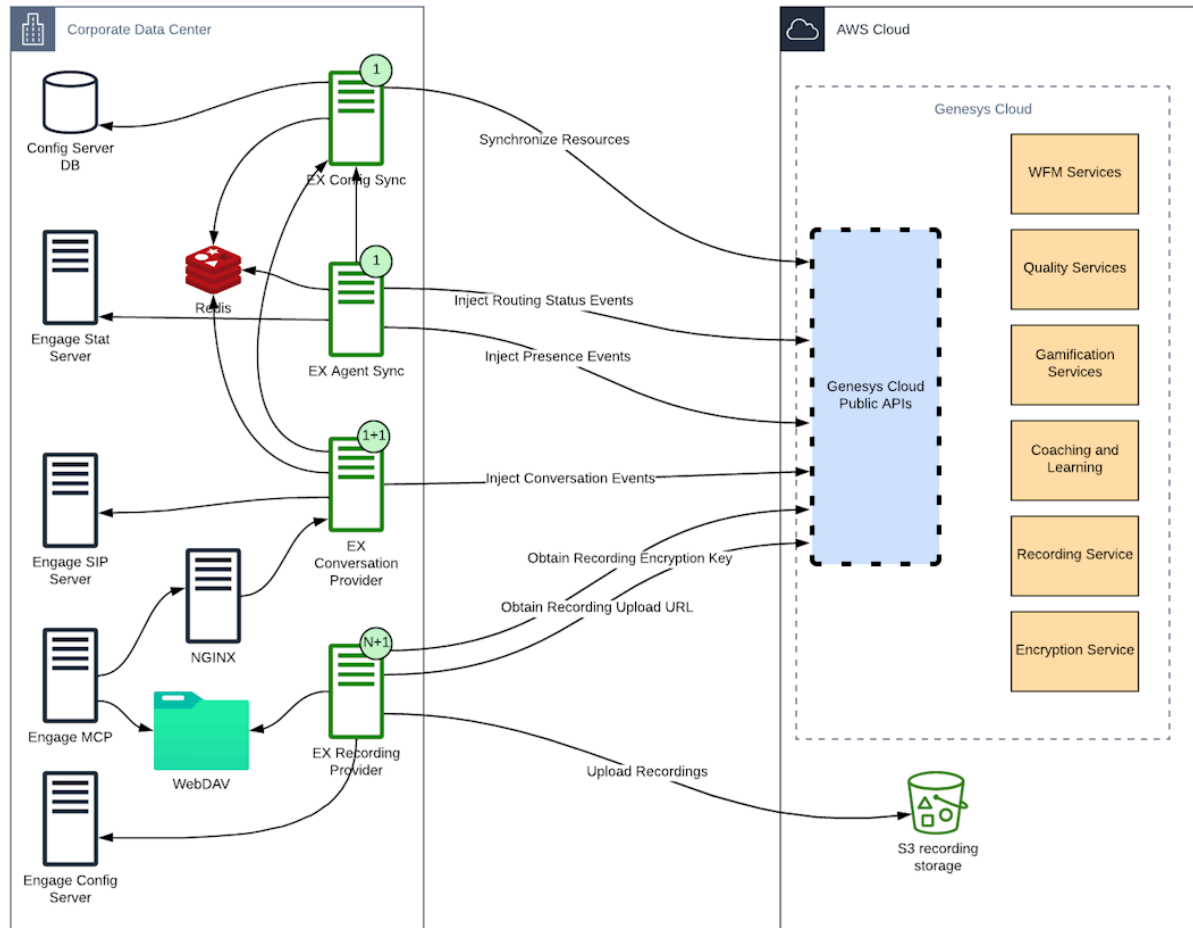 Corporate Data Center
AWS Cloud
1
Config Server
DB
EX Config Sync
Synchronize Resources
Genesys Cloud
WFM Services
Engage Stat
Server
Redis
1
EX Agent Sync
Inject Routing Status Events
Inject Presence Events
Genesys Cloud
Public APIs
Quality Services
Gamification
Services
Coaching and
Learning
Recording Service
Encryption Service
1+1
Engage SIP
Server
EX
Conversation
Provider
Inject Conversation Events
NGINX
Obtain Recording Encryption Key
Obtain Recording Upload URL
N+1
Engage MCP
WebDAV
EX Recording
Provider
Upload Recordings
Engage Config
Server
S3 recording
storage